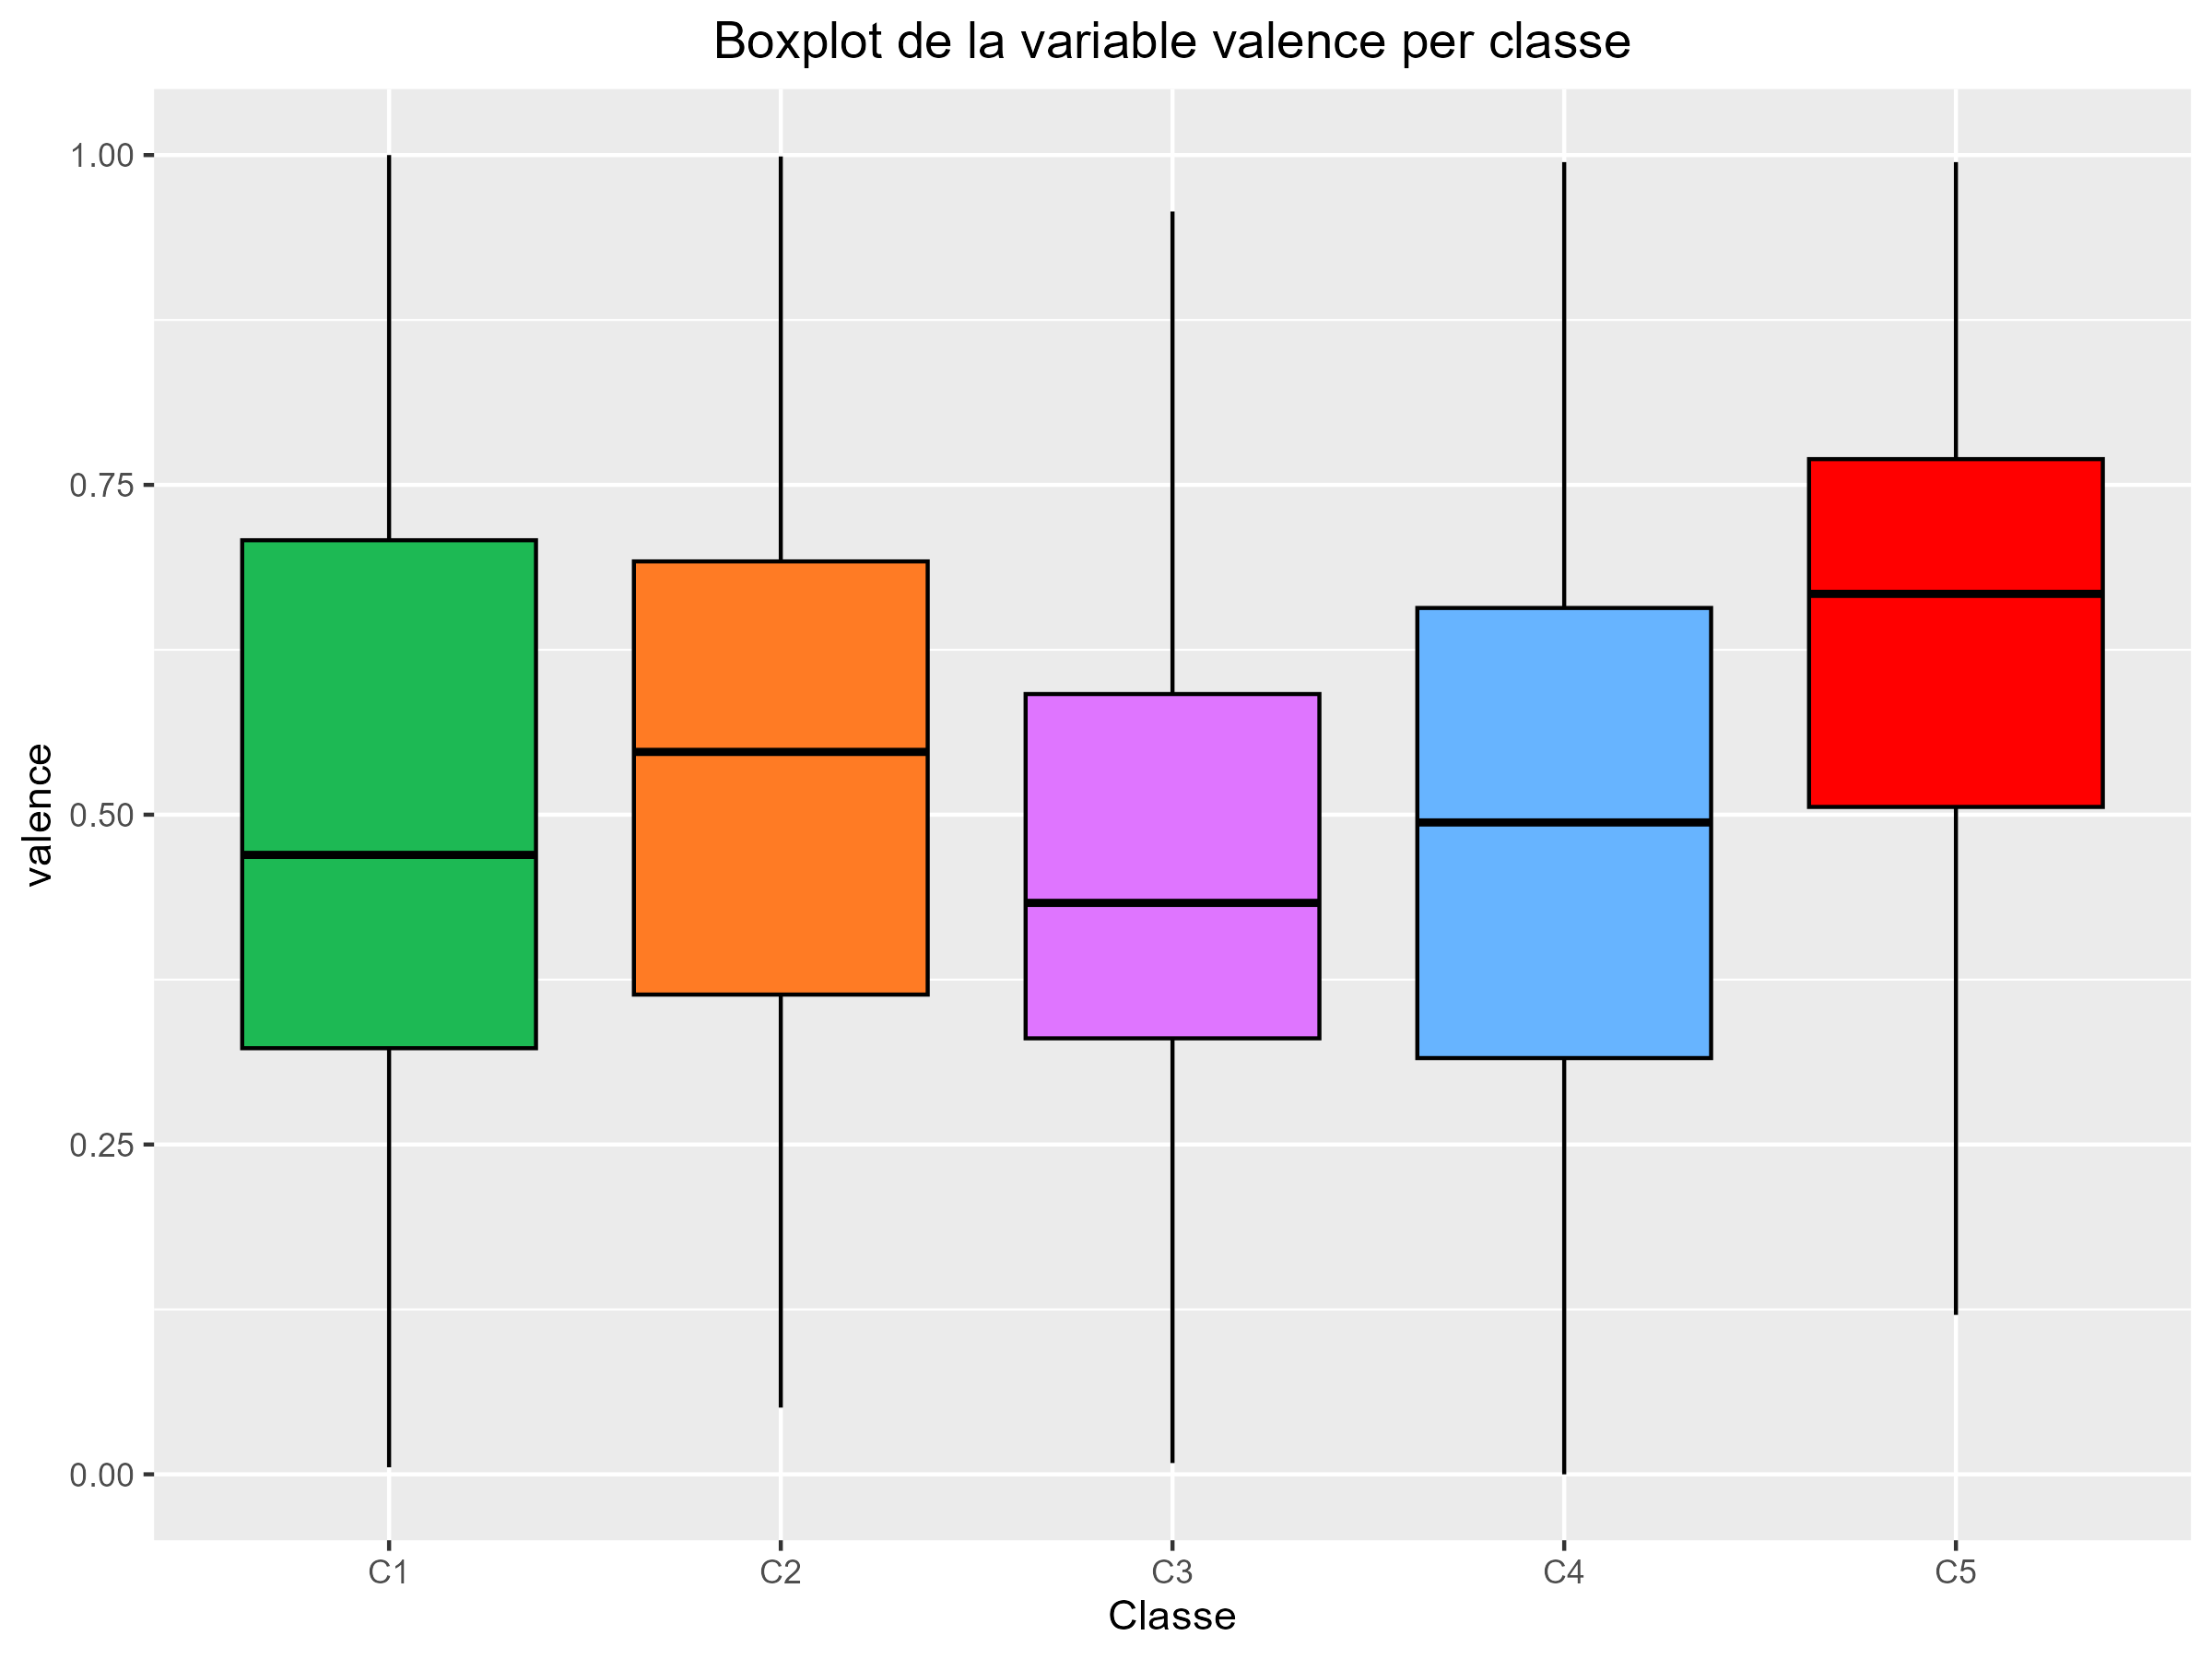 Boxplot de la variable valence per classe
1.00
0.75
0.50
0.25
0.00
valence
C1 C2 C3 C4 C5
Classe